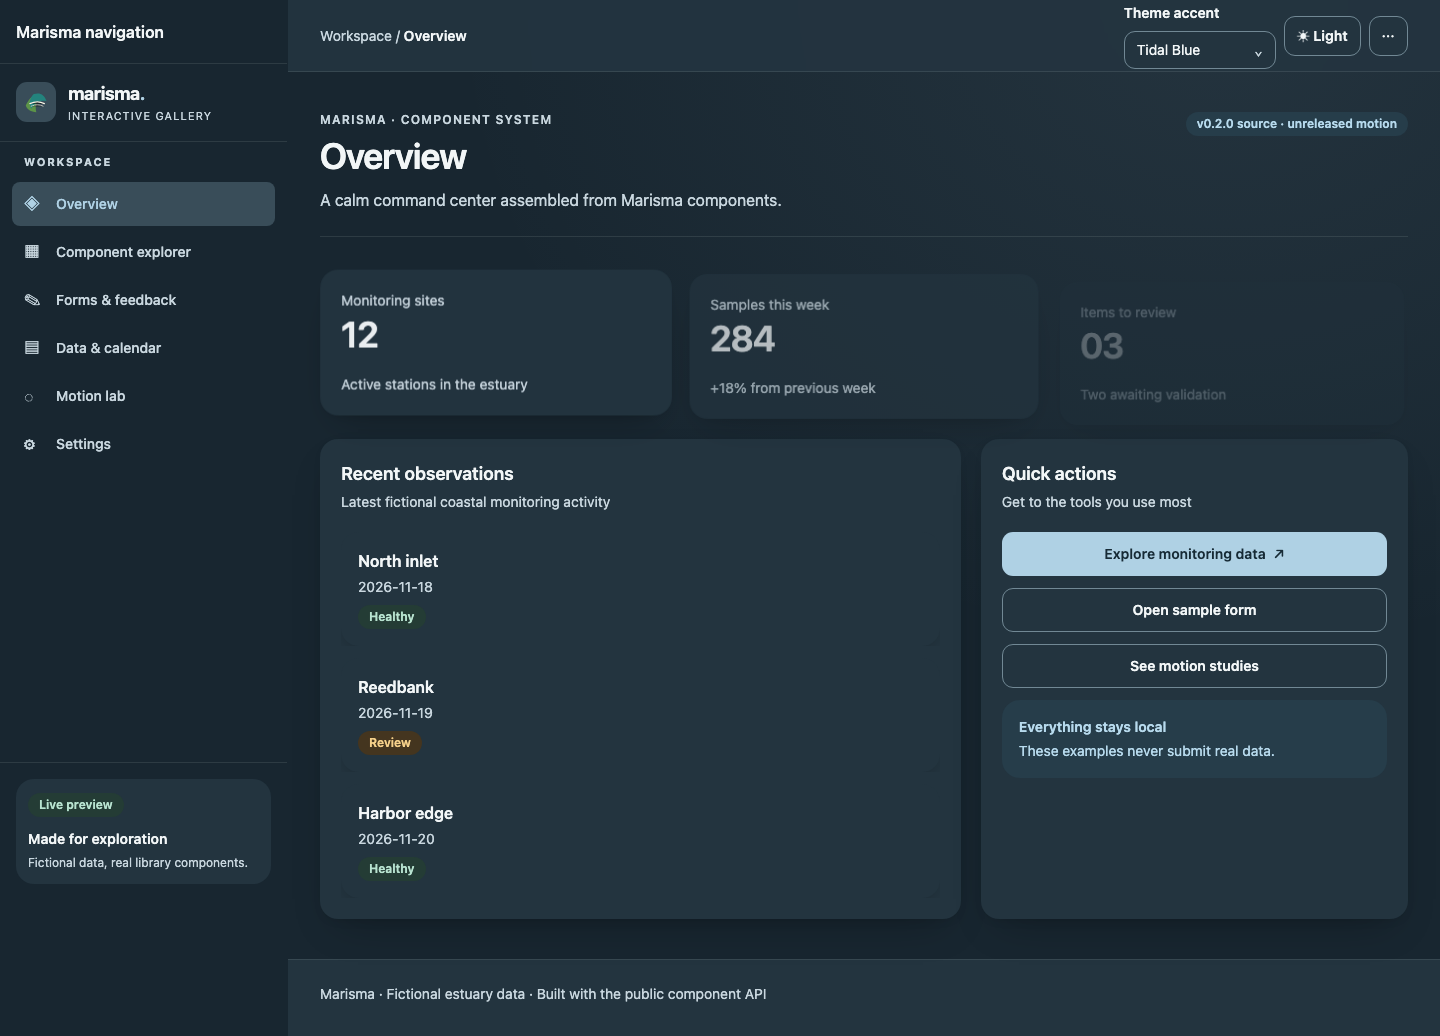 Marisma navigation
marisma.
INTERACTIVE GALLERY
WORKSPACE
Overview
Component explorer
Forms & feedback
Data & calendar
Motion lab
Settings
Live preview
Made for exploration
Fictional data, real library components.
Workspace / Overview
Theme accent
Tidal Blue
Light
···
MARISMA · COMPONENT SYSTEM
v0.2.0 source · unreleased motion
Overview
A calm command center assembled from Marisma components.
Monitoring sites
12
Active stations in the estuary
Samples this week
284
+18% from previous week
Items to review
03
Two awaiting validation
Recent observations
Latest fictional coastal monitoring activity
North inlet
2026-11-18
Healthy
Reedbank
2026-11-19
Review
Harbor edge
2026-11-20
Healthy
Quick actions
Get to the tools you use most
Explore monitoring data ↗
Open sample form
See motion studies
Everything stays local
These examples never submit real data.
Marisma · Fictional estuary data · Built with the public component API